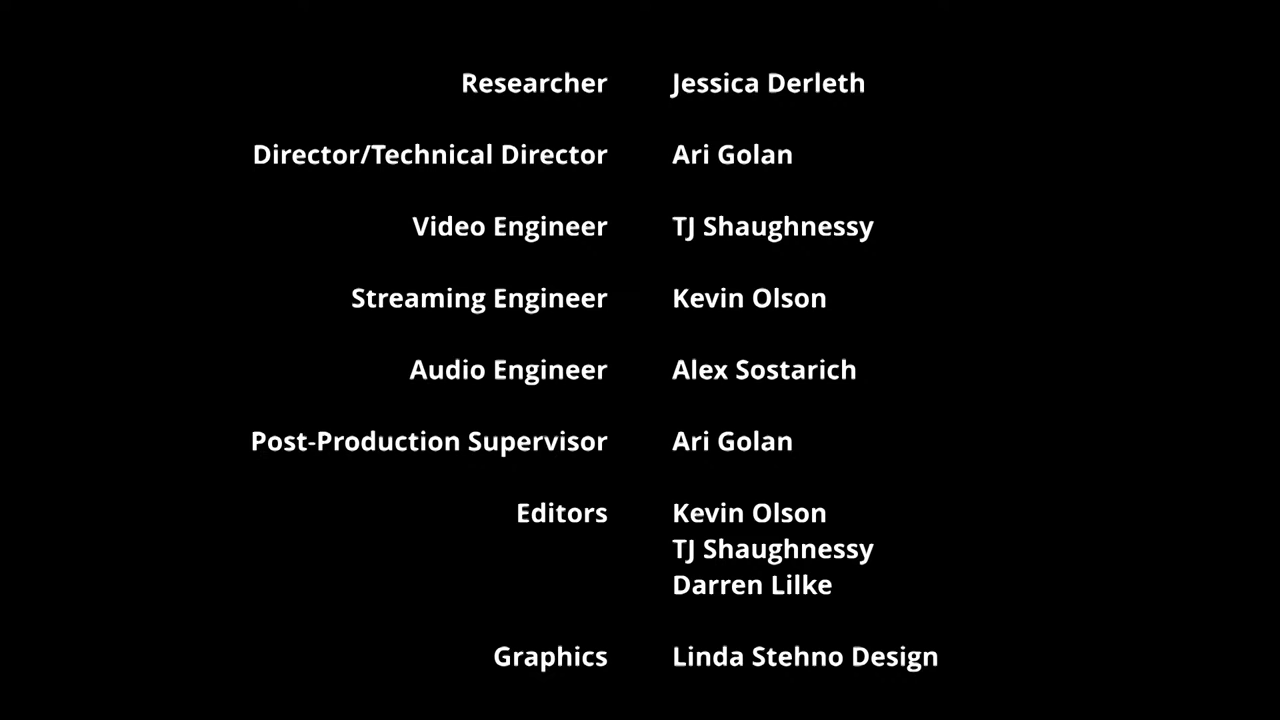 Researcher Jessica Derleth
Director/Technical Director Ari Golan
Video Engineer TJ Shaughnessy
Streaming Engineer Kevin Olson
Audio Engineer Alex Sostarich
Post-Production Supervisor Ari Golan
Editors Kevin Olson
TJ Shaughnessy
Darren Lilke
Graphics Linda Stehno Design